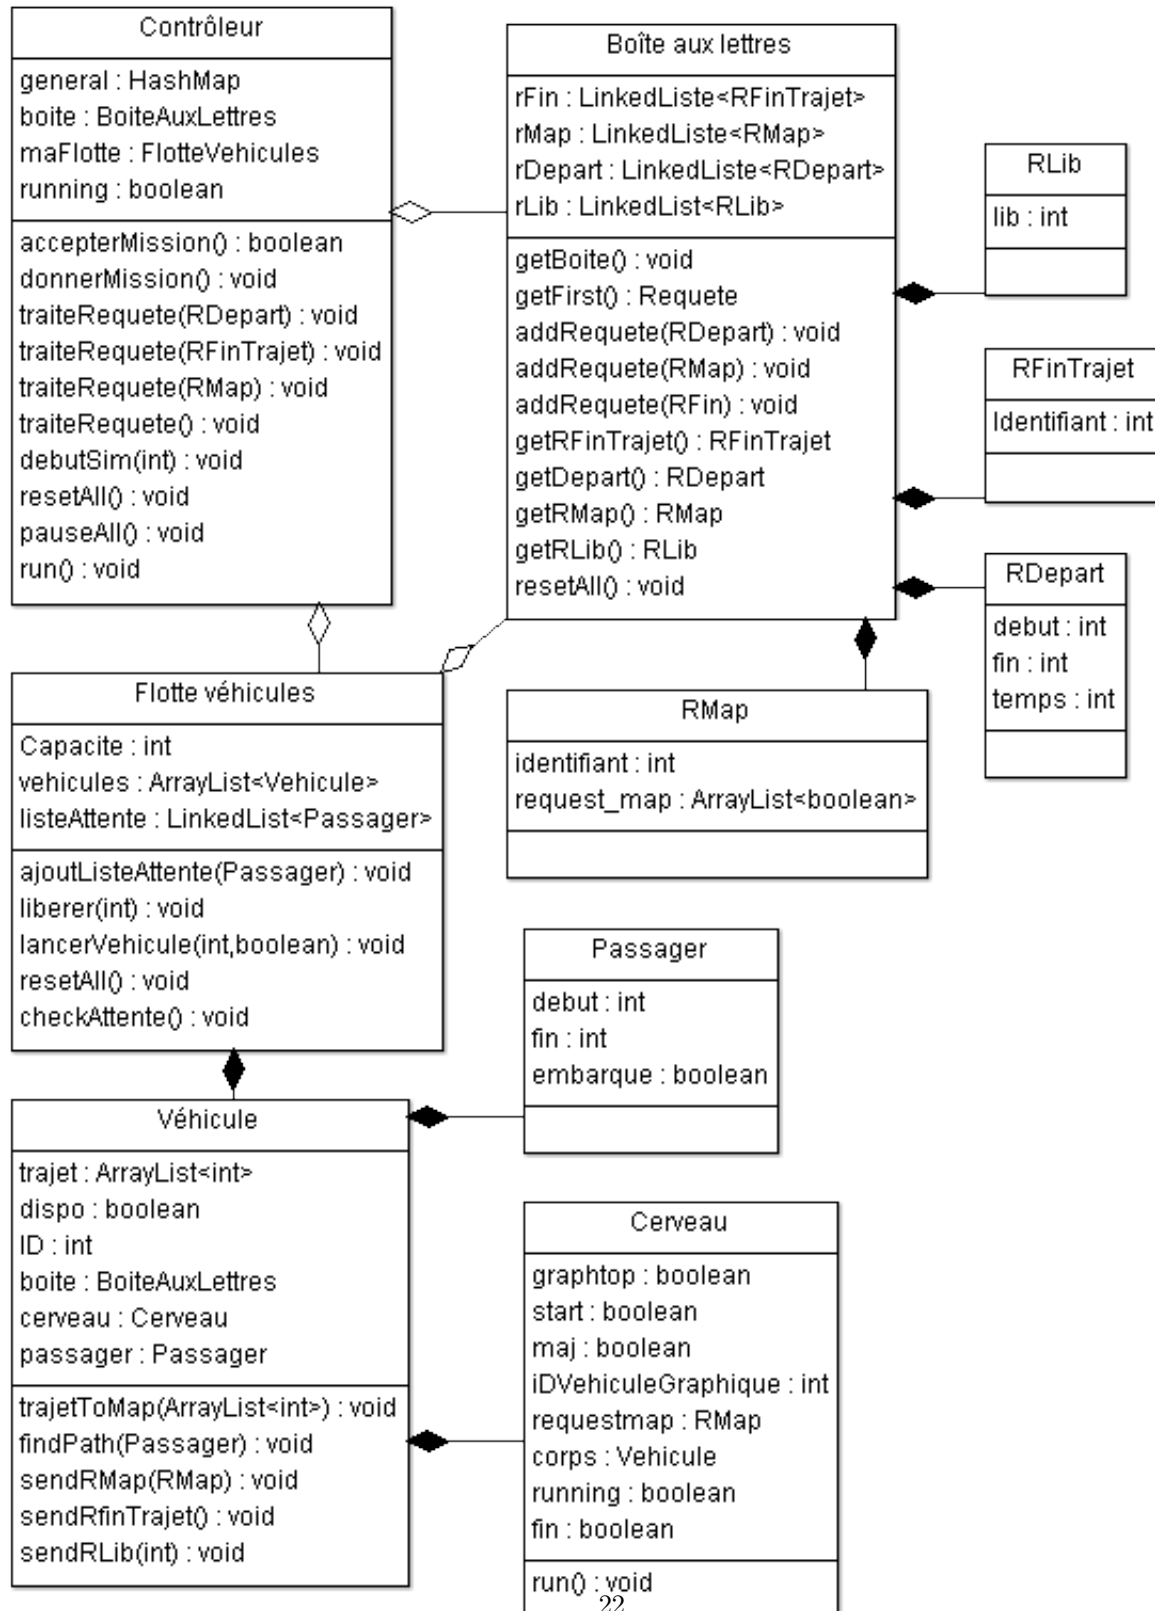 Contrôleur
general : HashMap
boite : BoiteAuxLettres
maFlotte : FlotteVehicules
running : boolean
accepterMission() : boolean
donnerMission() : void
traiteRequete(RDepart) : void
traiteRequete(RFinTrajet) : void
traiteRequete(RMap) : void
traiteRequete() : void
debutSim(int) : void
resetAll() : void
pauseAll() : void
run() : void
Boîte aux lettres
rFin : LinkedListe<RFinTrajet>
rMap : LinkedListe<RMap>
rDepart : LinkedListe<RDepart>
rLib : LinkedList<RLib>
getBoite() : void
getFirst() : Requete
addRequete(RDepart) : void
addRequete(RMap) : void
addRequete(RFin) : void
getRFinTrajet() : RFinTrajet
getDepart() : RDepart
getRMap() : RMap
getRLib() : RLib
resetAll() : void
RLib
lib : int
RFinTrajet
Identifiant : int
RDepart
debut : int
fin : int
temps : int
Flotte véhicules
Capacite : int
vehicules : ArrayList<Vehicule>
listeAttente : LinkedList<Passager>
ajoutListeAttente(Passager) : void
liberer(int) : void
lancerVehicule(int,boolean) : void
resetAll() : void
checkAttente() : void
RMap
identifiant : int
request_map : ArrayList<boolean>
Passager
debut : int
fin : int
embarque : boolean
Véhicule
trajet : ArrayList<int>
dispo : boolean
ID : int
boite : BoiteAuxLettres
cerveau : Cerveau
passager : Passager
trajetToMap(ArrayList<int>) : void
findPath(Passager) : void
sendRMap(RMap) : void
sendRfinTrajet() : void
sendRLib(int) : void
Cerveau
graphtop : boolean
start : boolean
maj : boolean
iDVehiculeGraphique : int
requestmap : RMap
corps : Vehicule
running : boolean
fin : boolean
run() : void
22